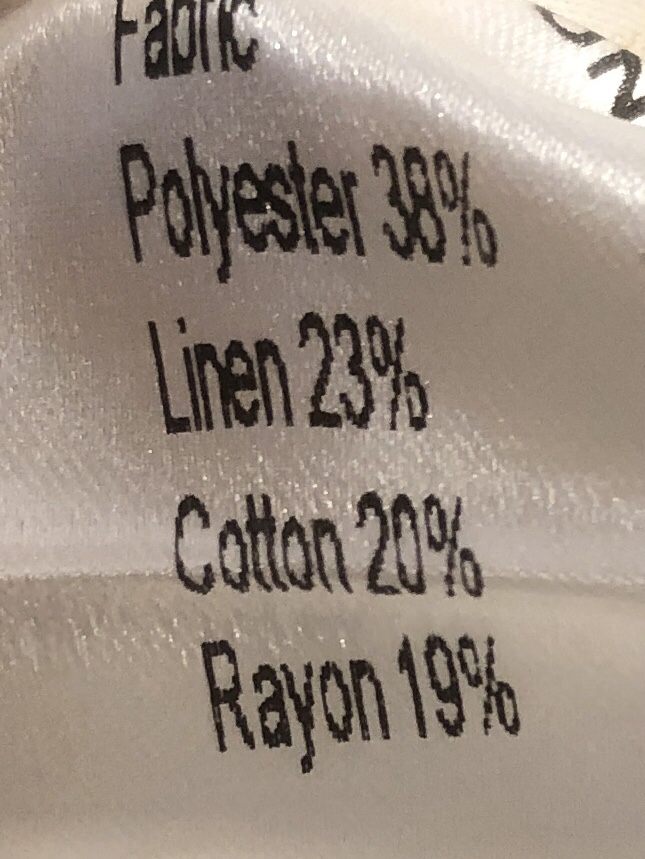 Fabric
Polyester 38%
Linen 23%
Cotton 20%
Rayon 19%